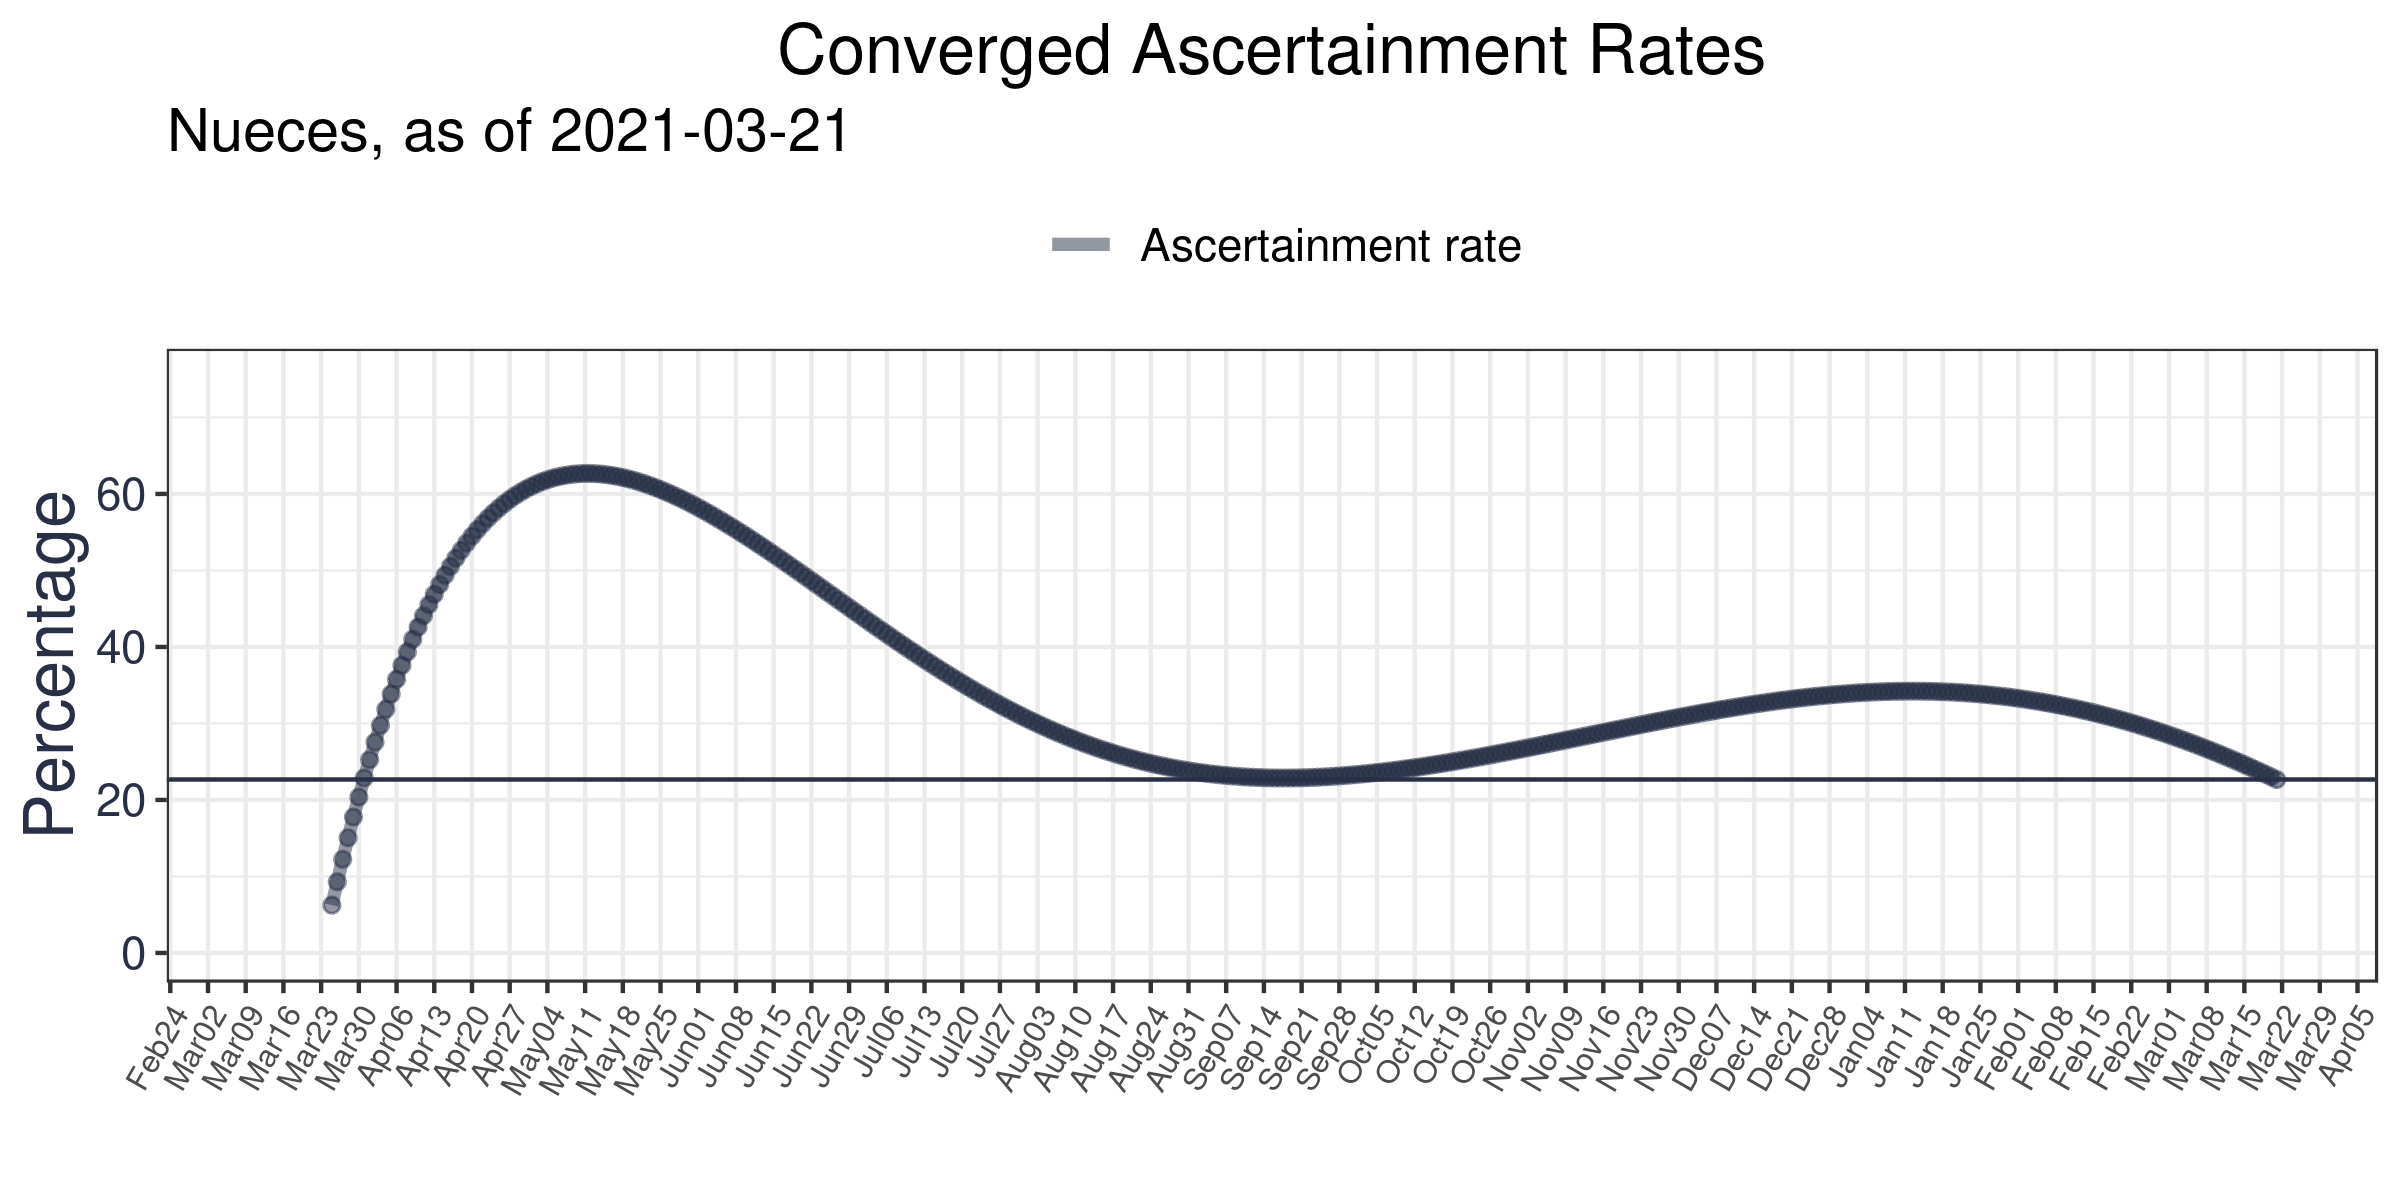 Converged Ascertainment Rates
Nueces, as of 2021-03-21
Ascertainment rate
Percentage
60
40
20
0
Feb24
Mar02
Mar09
Mar16
Mar23
Mar30
Apr06
Apr13
Apr20
Apr27
May04
May11
May18
May25
Jun01
Jun08
Jun15
Jun22
Jun29
Jul06
Jul13
Jul20
Jul27
Aug03
Aug10
Aug17
Aug24
Aug31
Sep07
Sep14
Sep21
Sep28
Oct05
Oct12
Oct19
Oct26
Nov02
Nov09
Nov16
Nov23
Nov30
Dec07
Dec14
Dec21
Dec28
Jan04
Jan11
Jan18
Jan25
Feb01
Feb08
Feb15
Feb22
Mar01
Mar08
Mar15
Mar22
Mar29
Apr05